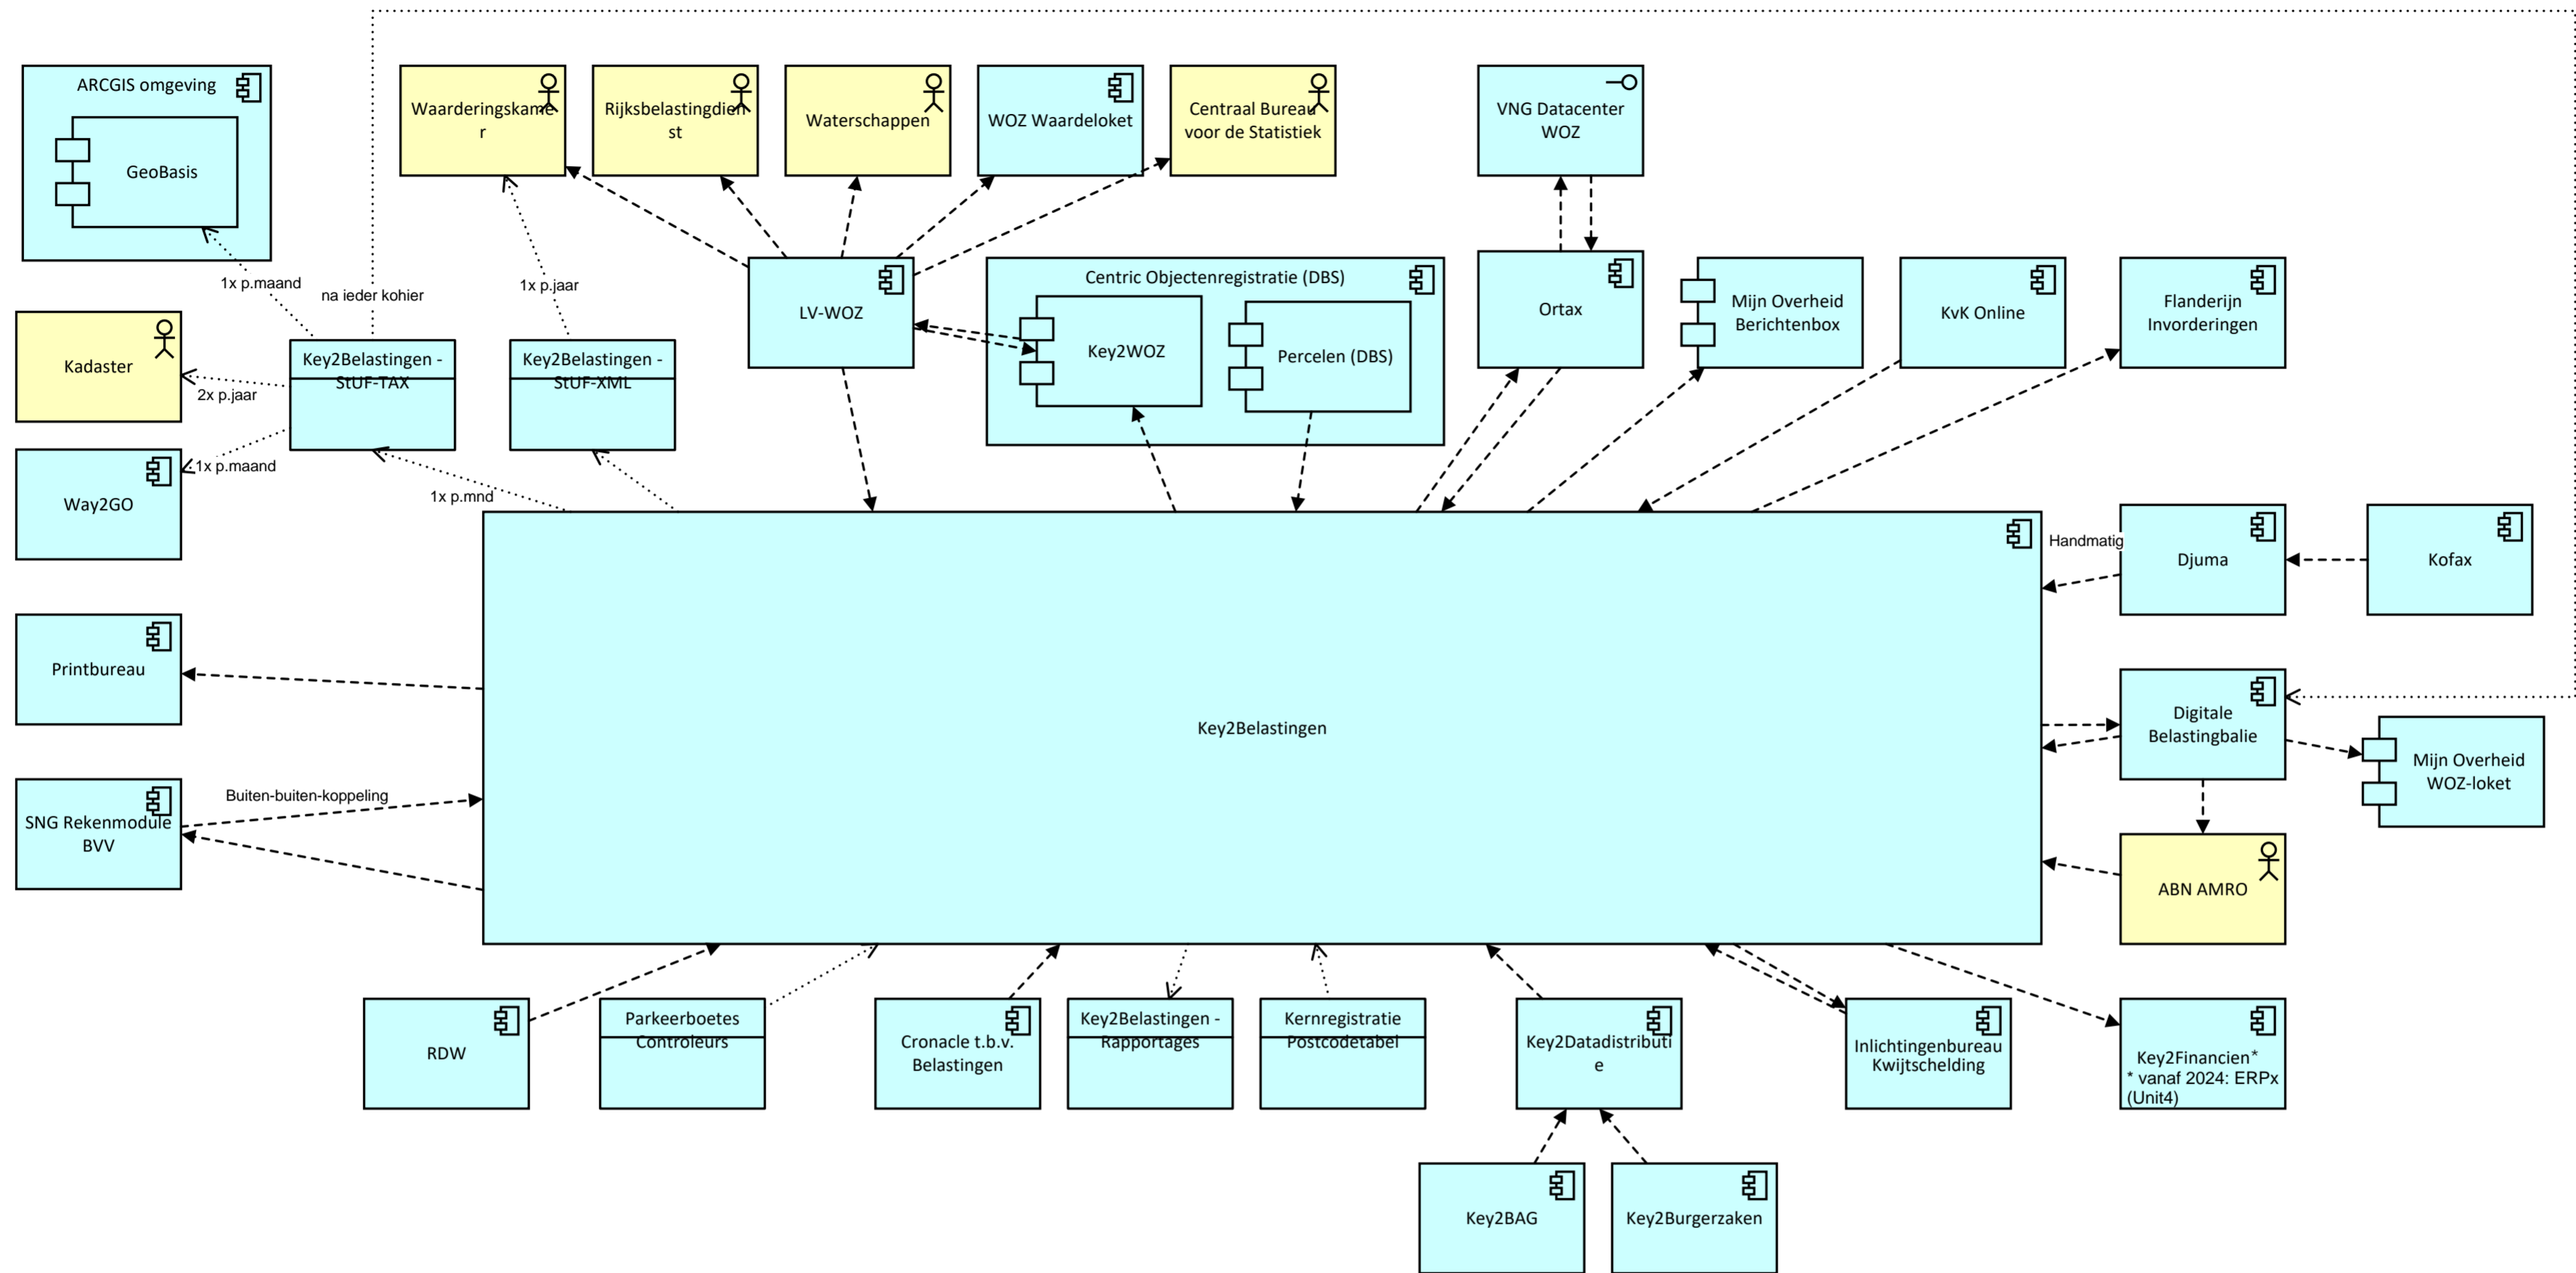 ARCGIS omgeving
GeoBasis
Waarderingskame
r
Rijksbelastingdien
st
Waterschappen
WOZ Waardeloket
Centraal Bureau
voor de Statistiek
VNG Datacenter
WOZ
1x p.maand
na ieder kohier
1x p.jaar
LV-WOZ
Centric Objectenregistratie (DBS)
Key2WOZ
Percelen (DBS)
Ortax
Mijn Overheid
Berichtenbox
KvK Online
Flanderijn
Invorderingen
Kadaster
2x p.jaar
Key2Belastingen -
StUF-TAX
Key2Belastingen -
StUF-XML
Way2GO
1x p.maand
1x p.mnd
Handmatig
Djuma
Kofax
Printbureau
Key2Belastingen
Digitale
Belastingbalie
Mijn Overheid
WOZ-loket
SNG Rekenmodule
BVV
Buiten-buiten-koppeling
ABN AMRO
RDW
Parkeerboetes
Controleurs
Cronacle t.b.v.
Belastingen
Key2Belastingen -
Rapportages
Kernregistratie
Postcodetabel
Key2Datadistributi
e
Inlichtingenbureau
Kwijtschelding
Key2Financien*
* vanaf 2024: ERPx
(Unit4)
Key2BAG
Key2Burgerzaken